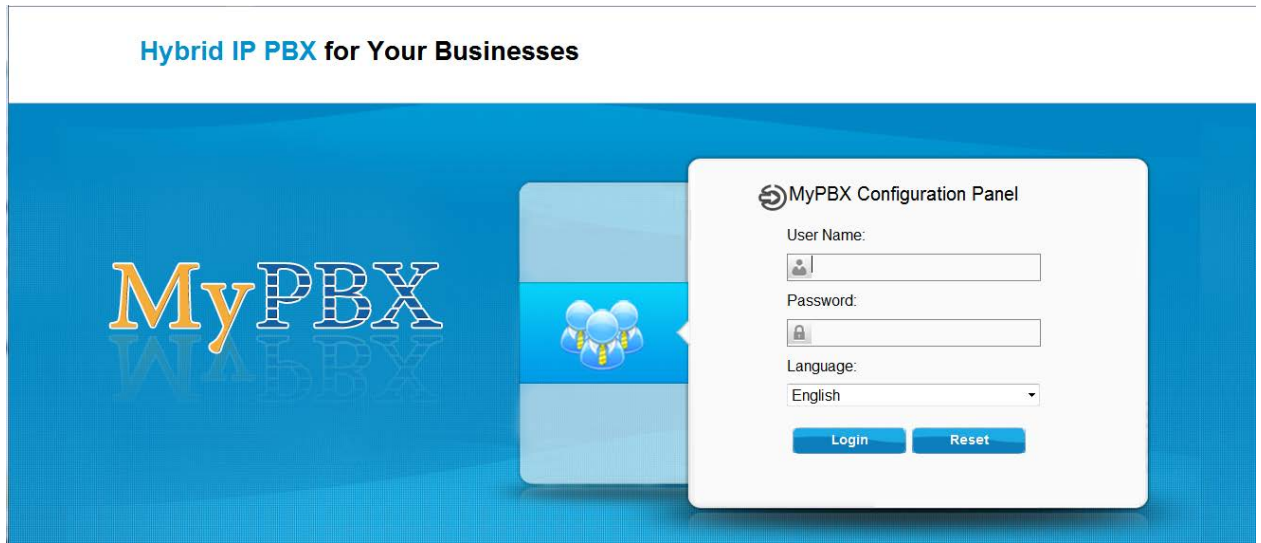 Hybrid IP PBX for Your Businesses
MyPBX
MyPBX Configuration Panel
User Name:
Password:
Language:
English
Login Reset